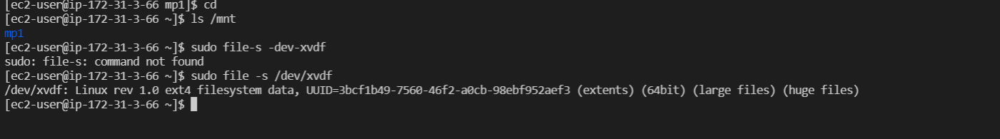 [ec2-user@ip-172-31-3-66 mp1]$ cd
[ec2-user@ip-172-31-3-66 ~]$ ls /mnt
mp1
[ec2-user@ip-172-31-3-66 ~]$ sudo file-s -dev-xvdf
sudo: file-s: command not found
[ec2-user@ip-172-31-3-66 ~]$ sudo file -s /dev/xvdf
/dev/xvdf: Linux rev 1.0 ext4 filesystem data, UUID=3bcf1b49-7560-46f2-a0cb-98ebf952aef3 (extents) (64bit) (large files) (huge files)
[ec2-user@ip-172-31-3-66 ~]$